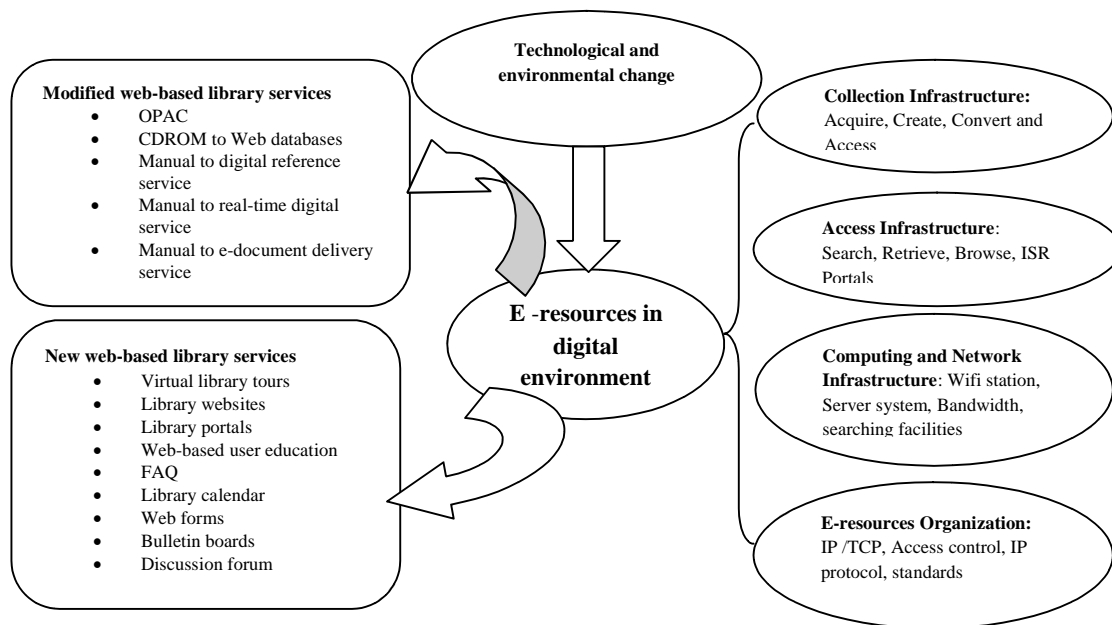 Technological and
environmental change
Modified web-based library services
• OPAC
• CDROM to Web databases
• Manual to digital reference
service
• Manual to real-time digital
service
• Manual to e-document delivery
service
New web-based library services
• Virtual library tours
• Library websites
• Library portals
• Web-based user education
• FAQ
• Library calendar
• Web forms
• Bulletin boards
• Discussion forum
E -resources in
digital
environment
Collection Infrastructure:
Acquire, Create, Convert and
Access
Access Infrastructure:
Search, Retrieve, Browse, ISR
Portals
Computing and Network
Infrastructure: Wifi station,
Server system, Bandwidth,
searching facilities
E-resources Organization:
IP /TCP, Access control, IP
protocol, standards